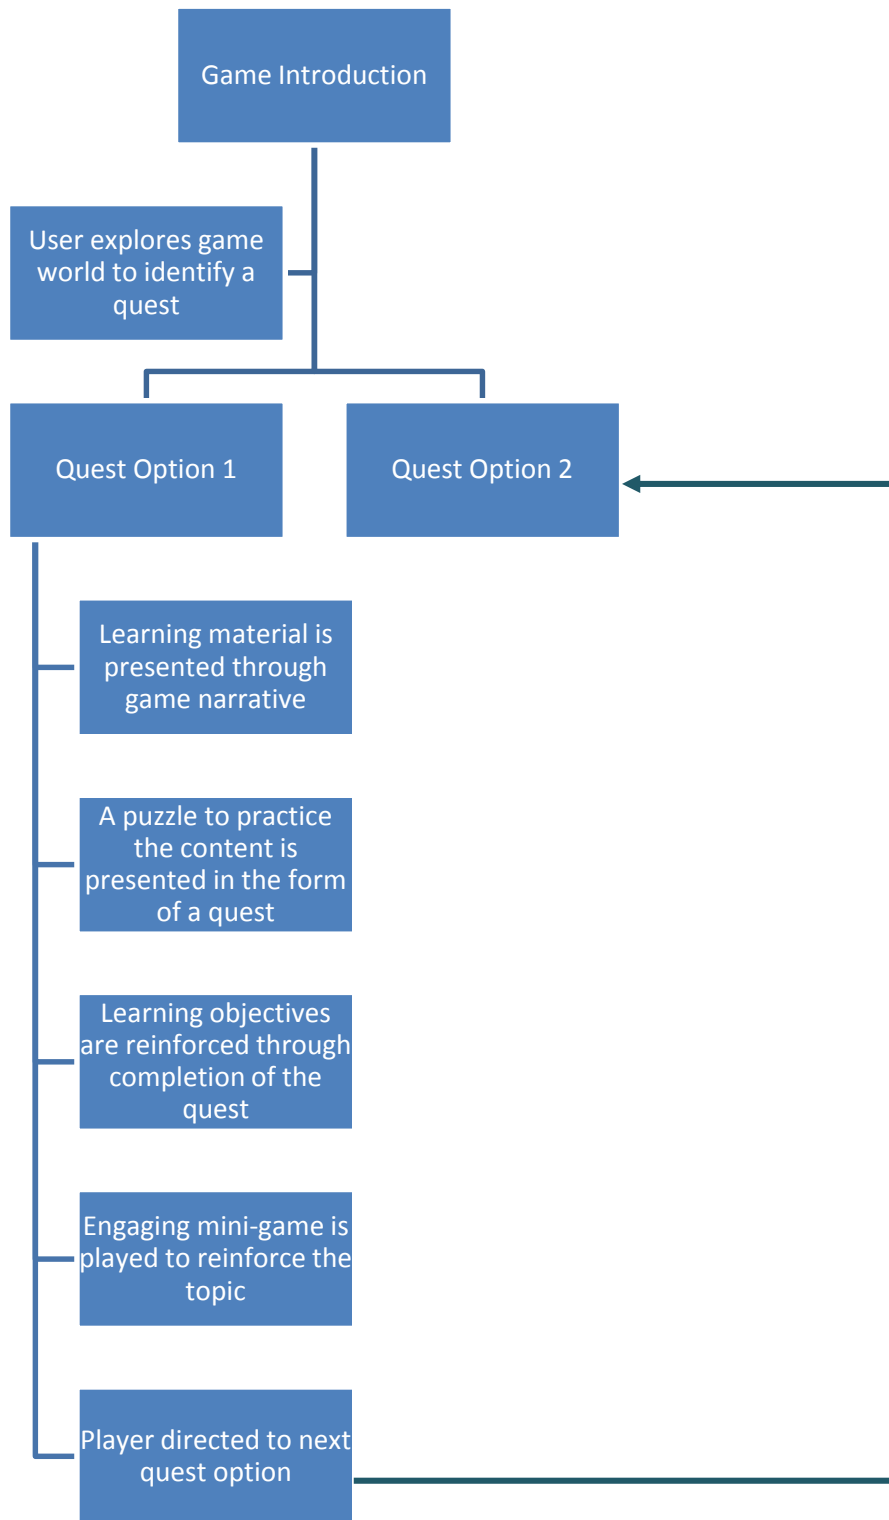 Game Introduction
User explores game
world to identify a
quest
Quest Option 1
Quest Option 2
Learning material is
presented through
game narrative
A puzzle to practice
the content is
presented in the form
of a quest
Learning objectives
are reinforced through
completion of the
quest
Engaging mini-game is
played to reinforce the
topic
Player directed to next
quest option